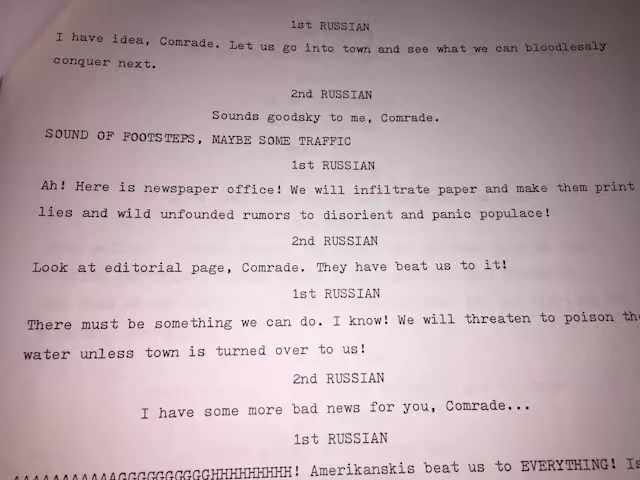 1st RUSSIAN
I have idea, Comrade. Let us go into town and see what we can bloodlessly
conquer next.
2nd RUSSIAN
Sounds goodsky to me, Comrade.
SOUND OF FOOTSTEPS, MAYBE SOME TRAFFIC
1st RUSSIAN
Ah! Here is newspaper office! We will infiltrate paper and make them print
lies and wild unfounded rumors to disorient and panic populace!
2nd RUSSIAN
Look at editorial page, Comrade. They have beat us to it!
1st RUSSIAN
There must be something we can do. I know! We will threaten to poison the
water unless town is turned over to us!
2nd RUSSIAN
I have some more bad news for you, Comrade...
1st RUSSIAN
AAAAAAAAAAAGGGGGGGGGGHHHHHHHHH! Amerikanskis beat us to EVERYTHING! Is